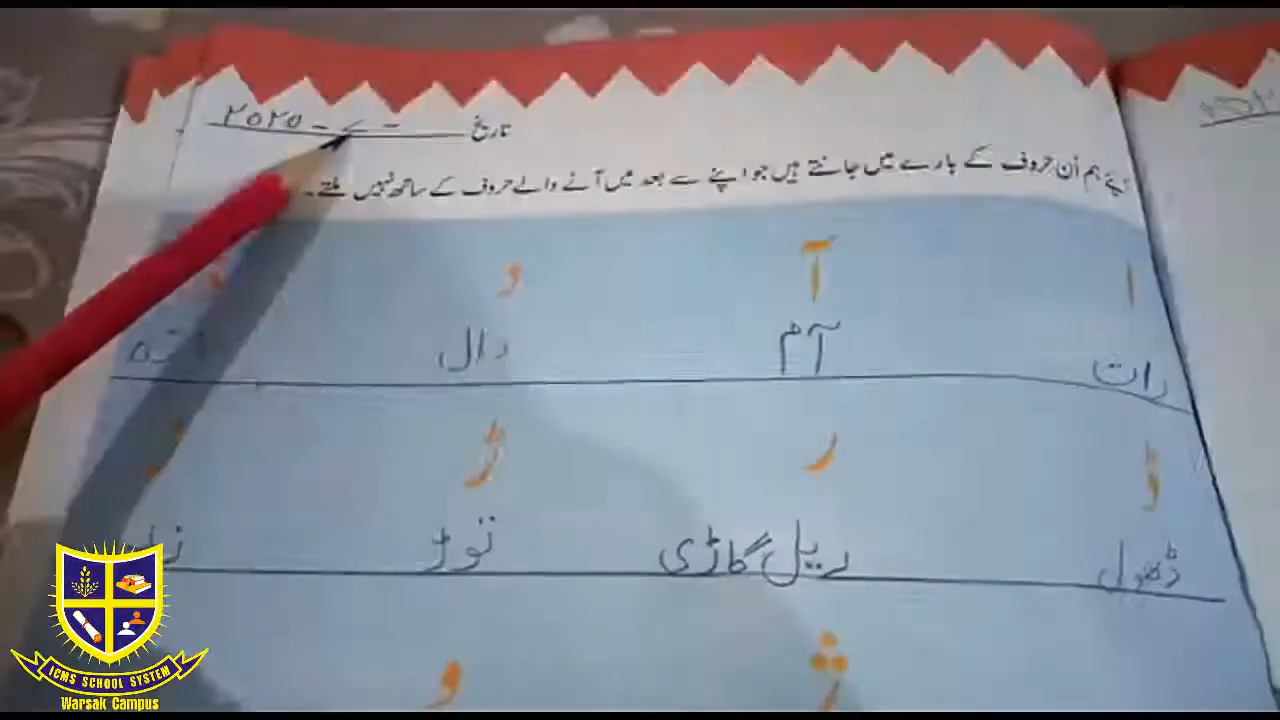 تاریخ ۲۰۲۰ - ے -
آیئے ہم اُن حروف کے بارے میں جانتے ہیں جو اپنے سے بعد میں آنے والے حروف کے ساتھ نہیں ملتے۔
ا آ د
رات آم دال
ڈ ر ڑ ز
ڈھول ریل گاڑی توڑ
ژ و
ICMS SCHOOL SYSTEM
Warsak Campus